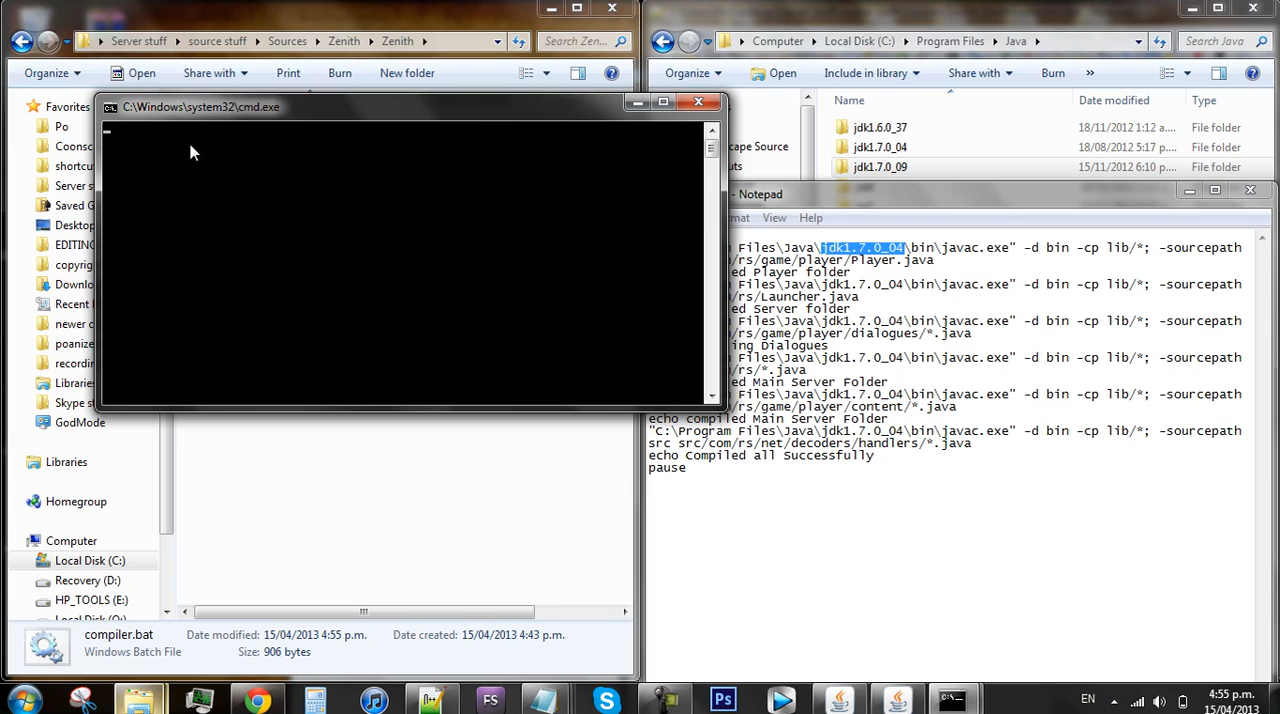 Server stuff
source stuff
Sources
Zenith
Zenith
Search Zen...
Organize
Open
Share with
Print
Burn
New folder
Favorites
Po
Coonsc
shortcut
Server s
Saved G
Desktop
EDITING
copyrig
Downlo
Recent
newer c
poanize
recording
Libraries
Skype st
GodMode
Libraries
Homegroup
Computer
Local Disk (C:)
Recovery (D:)
HP_TOOLS (E:)
compiler.bat
Windows Batch File
Date modified: 15/04/2013 4:55 p.m.
Size: 906 bytes
Date created: 15/04/2013 4:43 p.m.
C:\Windows\system32\cmd.exe
Computer
Local Disk (C:)
Program Files
Java
Search Java
Organize
Open
Include in library
Share with
Burn
»
Name
Date modified
Type
jdk1.6.0_37
18/11/2012 1:12 a....
File folder
jdk1.7.0_04
18/08/2012 5:17 p....
File folder
jdk1.7.0_09
15/11/2012 6:10 p....
File folder
cape Source
uts
- Notepad
mat
View
Help
Files\Java\jdk1.7.0_04\bin\javac.exe" -d bin -cp lib/*; -sourcepath
/rs/game/player/Player.java
ed Player folder
Files\Java\jdk1.7.0_04\bin\javac.exe" -d bin -cp lib/*; -sourcepath
/rs/Launcher.java
ed Server folder
Files\Java\jdk1.7.0_04\bin\javac.exe" -d bin -cp lib/*; -sourcepath
/rs/game/player/dialogues/*.java
ing Dialogues
Files\Java\jdk1.7.0_04\bin\javac.exe" -d bin -cp lib/*; -sourcepath
/rs/*.java
ed Main Server Folder
Files\Java\jdk1.7.0_04\bin\javac.exe" -d bin -cp lib/*; -sourcepath
/rs/game/player/content/*.java
echo compiled Main Server Folder
"C:\Program Files\Java\jdk1.7.0_04\bin\javac.exe" -d bin -cp lib/*; -sourcepath
src src/com/rs/net/decoders/handlers/*.java
echo Compiled all Successfully
pause
FS
Ps
EN
4:55 p.m.
15/04/2013